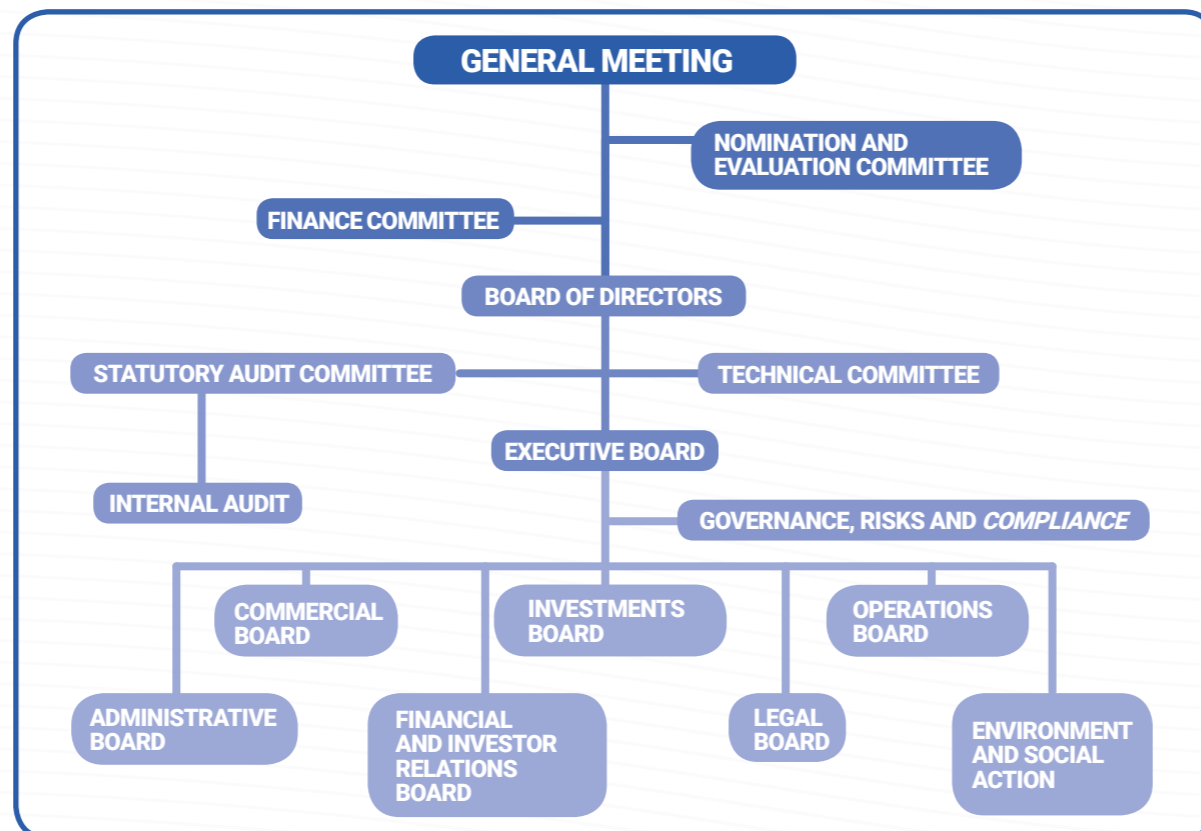 GENERAL MEETING
NOMINATION AND
EVALUATION COMMITTEE
FINANCE COMMITTEE
BOARD OF DIRECTORS
STATUTORY AUDIT COMMITTEE
TECHNICAL COMMITTEE
EXECUTIVE BOARD
INTERNAL AUDIT
GOVERNANCE, RISKS AND COMPLIANCE
COMMERCIAL
BOARD
INVESTMENTS
BOARD
OPERATIONS
BOARD
ADMINISTRATIVE
BOARD
FINANCIAL
AND INVESTOR
RELATIONS
BOARD
LEGAL
BOARD
ENVIRONMENT
AND SOCIAL
ACTION